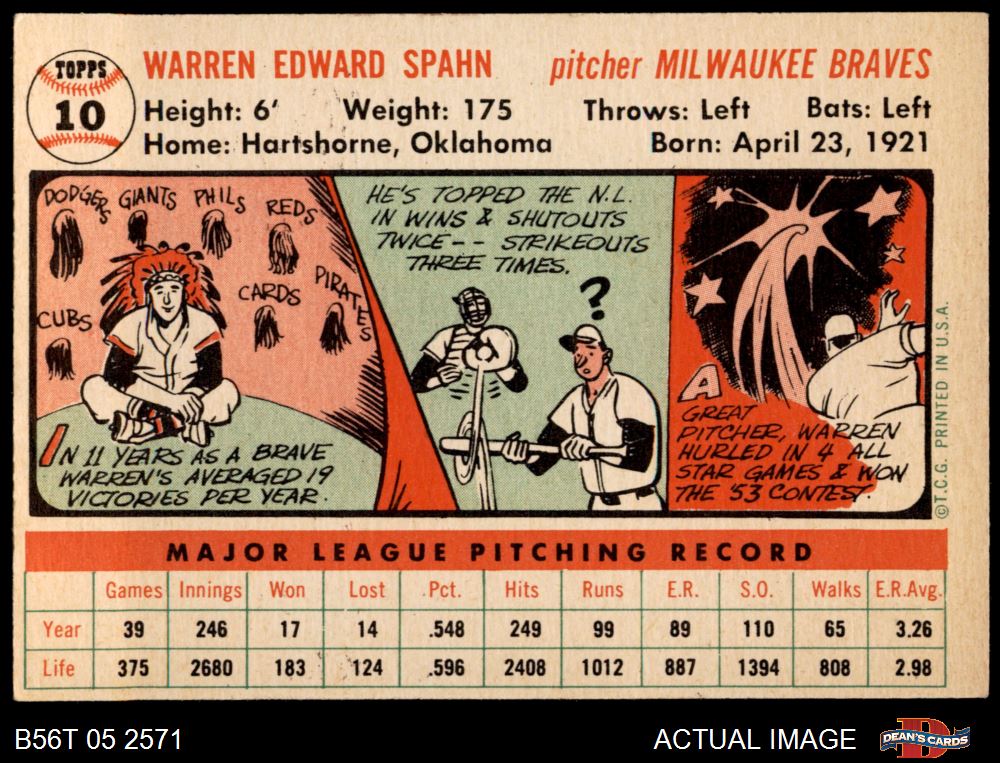 TOPPS
10
WARREN EDWARD SPAHN
pitcher MILWAUKEE BRAVES
Height: 6' Weight: 175 Throws: Left Bats: Left
Home: Hartshorne, Oklahoma Born: April 23, 1921
DODGERS GIANTS PHILS REDS
CUBS CARDS PIRATES
IN 11 YEARS AS A BRAVE
WARREN'S AVERAGED 19
VICTORIES PER YEAR.
HE'S TOPPED THE N.L.
IN WINS & SHUTOUTS
TWICE -- STRIKEOUTS
THREE TIMES.
?
A
GREAT
PITCHER, WARREN
HURLED IN 4 ALL
STAR GAMES & WON
THE '53 CONTEST.
©T.C.G. PRINTED IN U.S.A.
MAJOR LEAGUE PITCHING RECORD
Games Innings Won Lost Pct. Hits Runs E.R. S.O. Walks E.R.Avg.
Year 39 246 17 14 .548 249 99 89 110 65 3.26
Life 375 2680 183 124 .596 2408 1012 887 1394 808 2.98
B56T 05 2571
ACTUAL IMAGE
D
DEAN'S CARDS